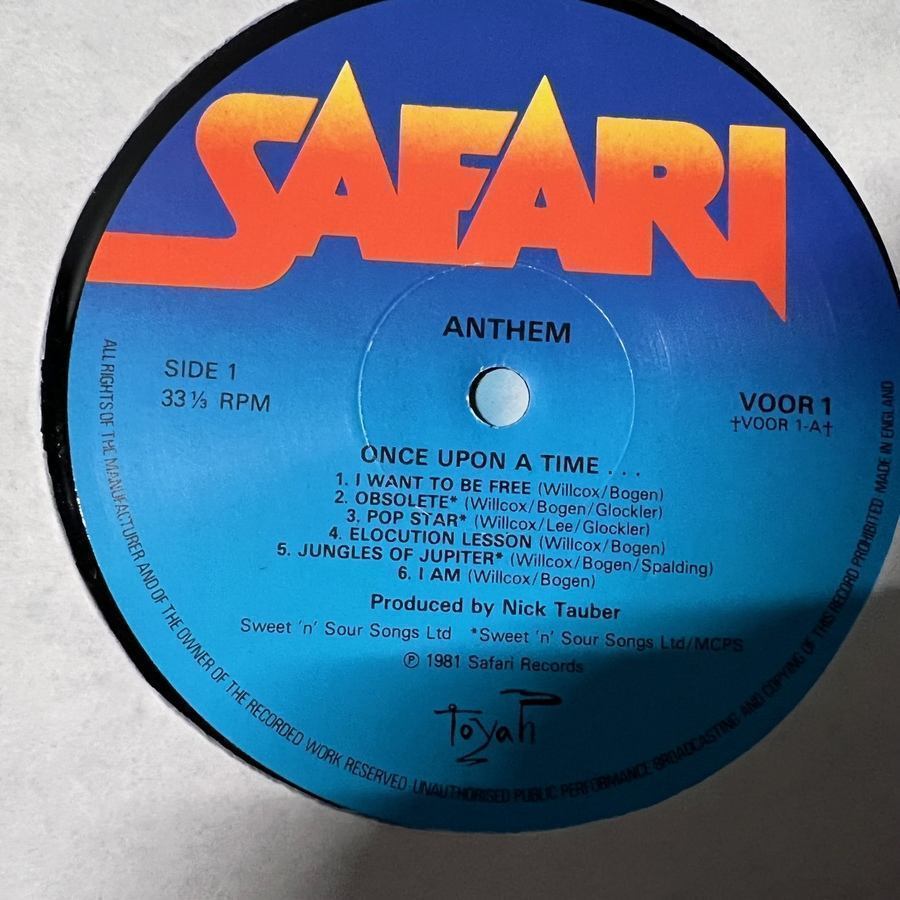 SAFARI
ANTHEM
SIDE 1
33⅓ RPM
VOOR 1
†VOOR 1-A†
ONCE UPON A TIME . . .
1. I WANT TO BE FREE (Willcox/Bogen)
2. OBSOLETE* (Willcox/Bogen/Glockler)
3. POP STAR* (Willcox/Lee/Glockler)
4. ELOCUTION LESSON (Willcox/Bogen)
5. JUNGLES OF JUPITER* (Willcox/Bogen/Spalding)
6. I AM (Willcox/Bogen)
Produced by Nick Tauber
Sweet 'n' Sour Songs Ltd *Sweet 'n' Sour Songs Ltd/MCPS
℗ 1981 Safari Records
toyah
ALL RIGHTS OF THE MANUFACTURER AND OF THE OWNER OF THE RECORDED WORK RESERVED · UNAUTHORISED PUBLIC PERFORMANCE BROADCASTING AND COPYING OF THIS RECORD PROHIBITED · MADE IN ENGLAND